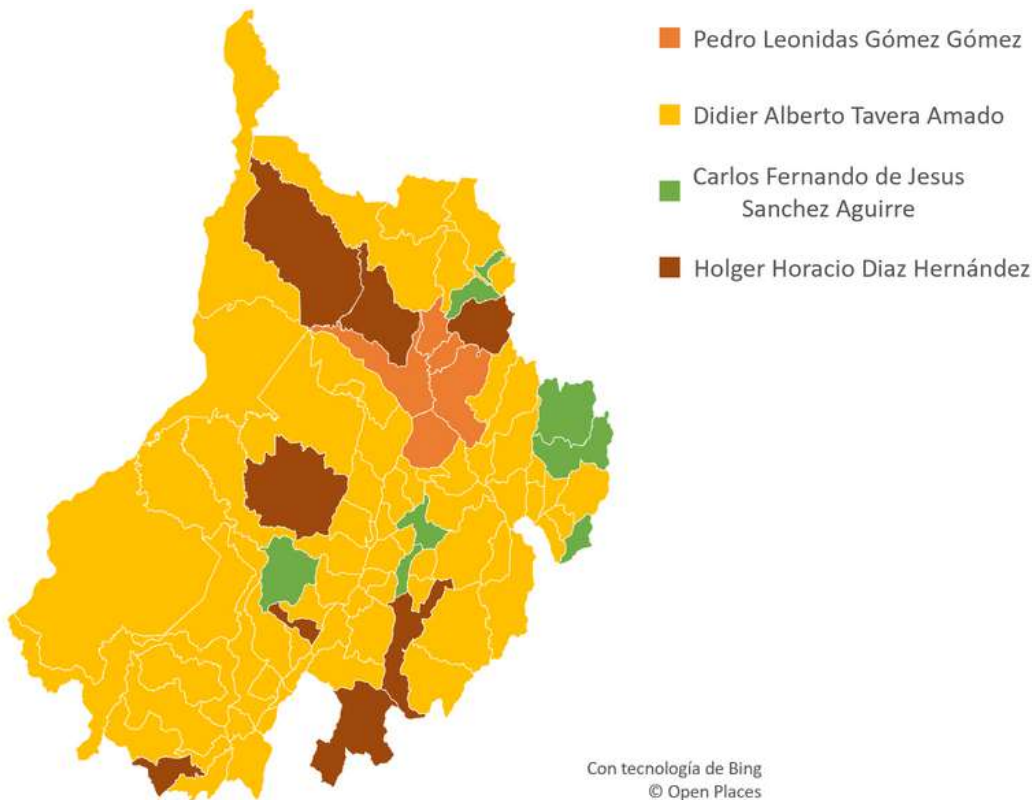 Pedro Leonidas Gómez Gómez
Didier Alberto Tavera Amado
Carlos Fernando de Jesus
Sanchez Aguirre
Holger Horacio Diaz Hernández
Con tecnología de Bing
© Open Places